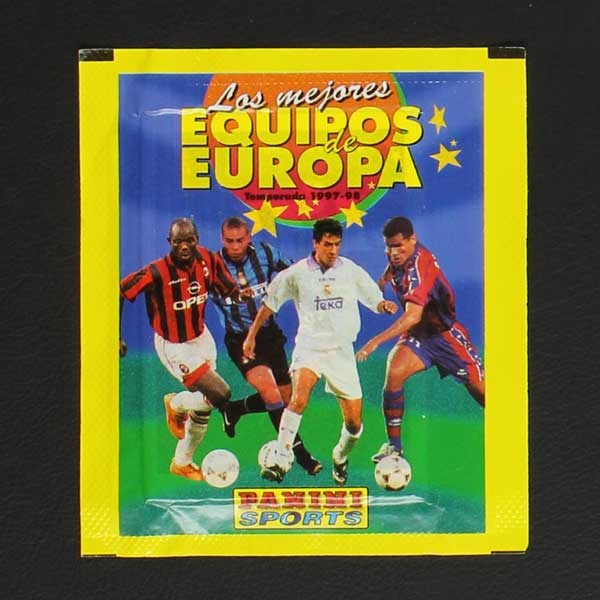 Los mejores
EQUIPOS
de
EUROPA
Temporada 1997-98
OPEL
Teka
PANINI
SPORTS